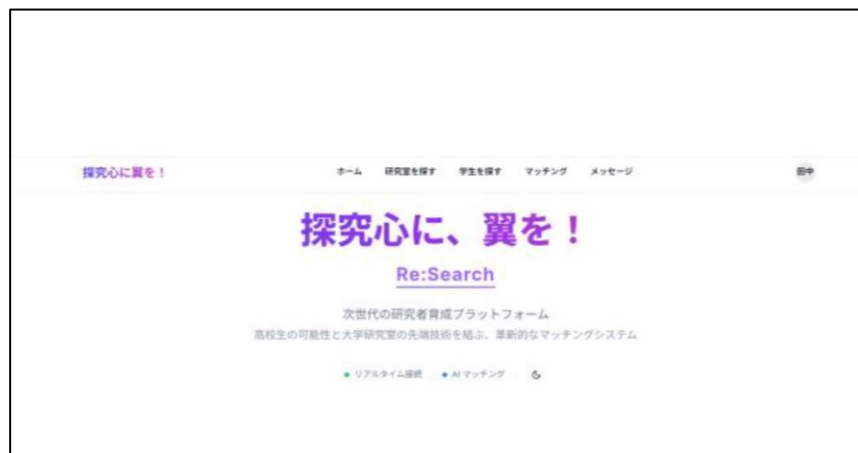 探究心に翼を！
ホーム 研究室を探す 学生を探す マッチング メッセージ
田中
探究心に、翼を！
Re:Search
次世代の研究者育成プラットフォーム
高校生の可能性と大学研究室の先端技術を結ぶ、革新的なマッチングシステム
リアルタイム接続 AI マッチング